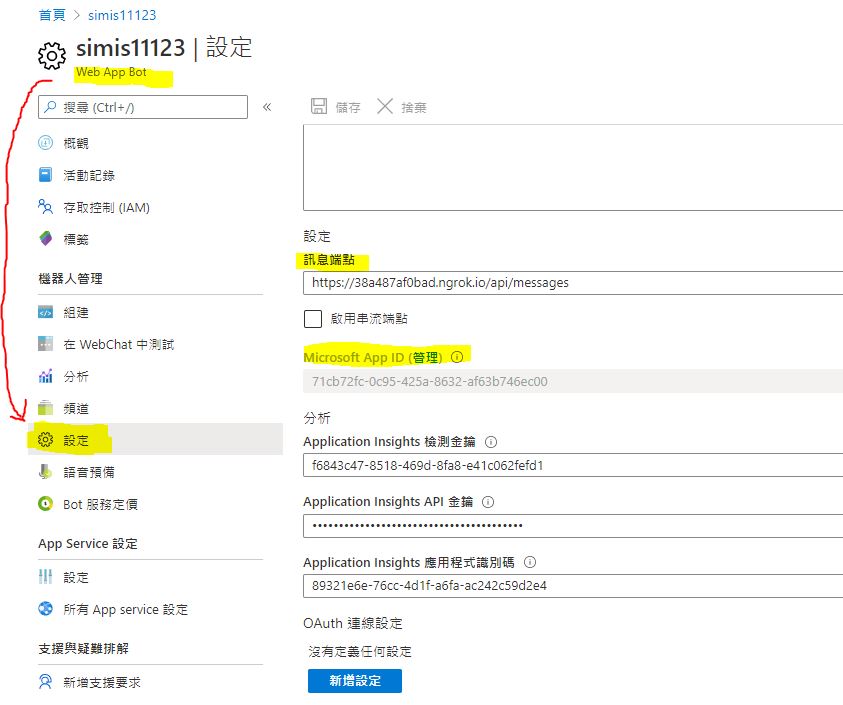 首頁 > simis11123
simis11123 | 設定
Web App Bot
搜尋 (Ctrl+/)
«
儲存
捨棄
概觀
活動記錄
存取控制 (IAM)
標籤
機器人管理
組建
在 WebChat 中測試
分析
頻道
設定
語音預備
Bot 服務定價
App Service 設定
設定
所有 App service 設定
支援與疑難排解
新增支援要求
設定
訊息端點
https://38a487af0bad.ngrok.io/api/messages
啟用串流端點
Microsoft App ID (管理)
71cb72fc-0c95-425a-8632-af63b746ec00
分析
Application Insights 檢測金鑰
f6843c47-8518-469d-8fa8-e41c062fefd1
Application Insights API 金鑰
••••••••••••••••••••••••••••••••••••••••
Application Insights 應用程式識別碼
89321e6e-76cc-4d1f-a6fa-ac242c59d2e4
OAuth 連線設定
沒有定義任何設定
新增設定